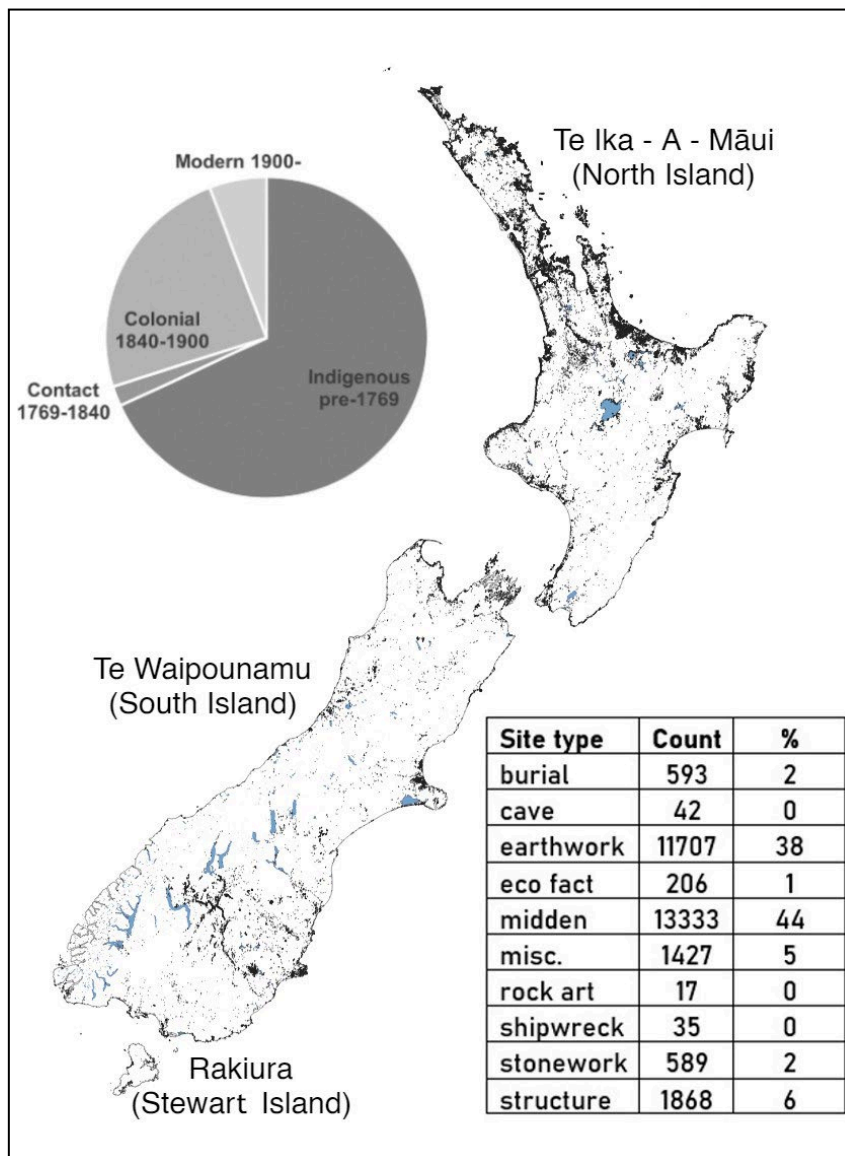 Te Ika - A - Māui
(North Island)
Modern 1900-
Colonial
1840-1900
Contact
1769-1840
Indigenous
pre-1769
Te Waipounamu
(South Island)
Rakiura
(Stewart Island)
Site type Count %
burial 593 2
cave 42 0
earthwork 11707 38
eco fact 206 1
midden 13333 44
misc. 1427 5
rock art 17 0
shipwreck 35 0
stonework 589 2
structure 1868 6